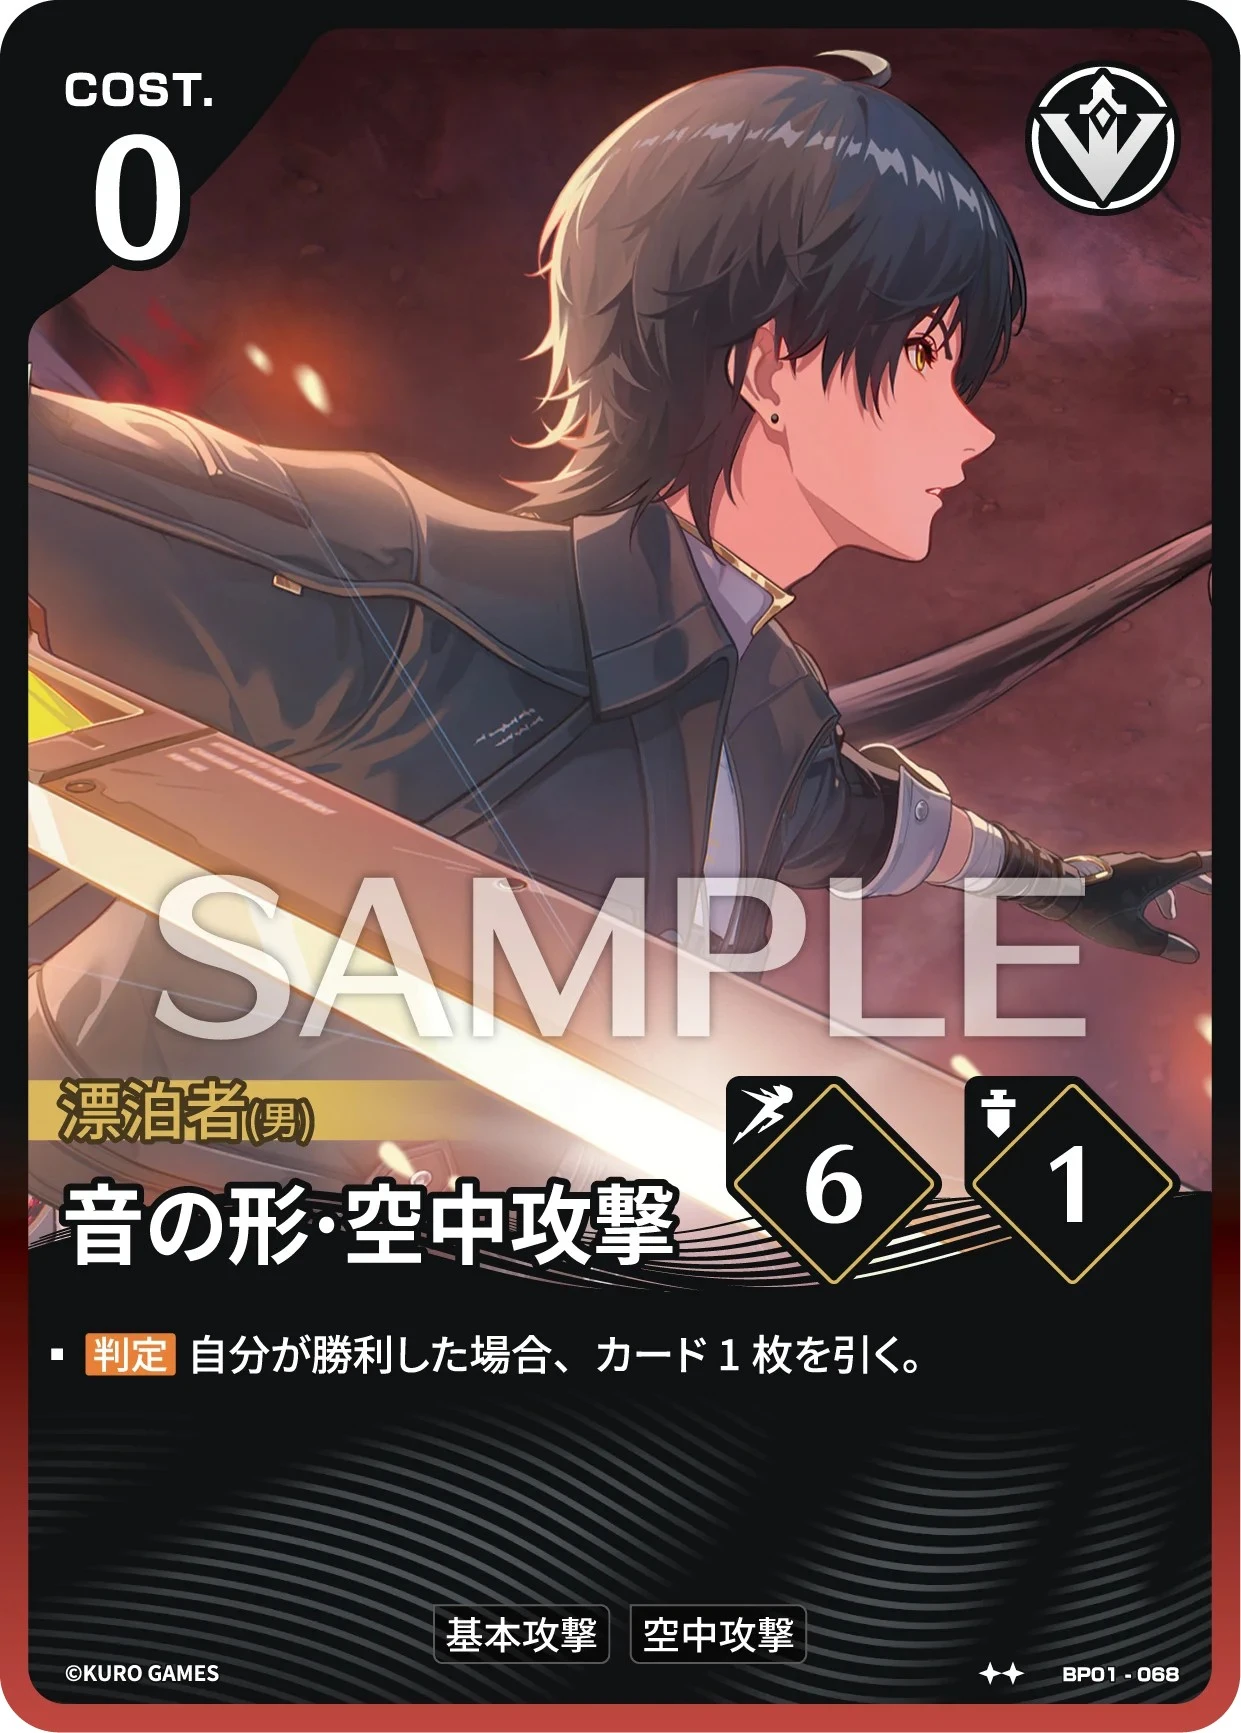 COST.
0
SAMPLE
漂泊者(男)
6
1
音の形·空中攻撃
▪ 判定 自分が勝利した場合、カード1枚を引く。
基本攻撃 空中攻撃
©KURO GAMES
BP01 - 068